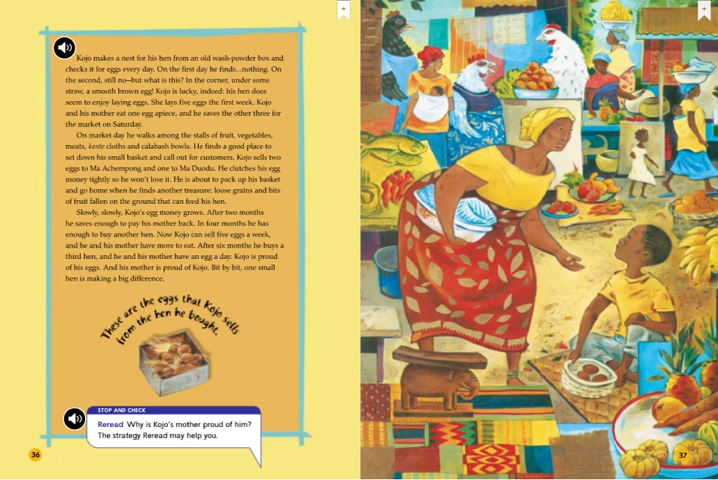 Kojo makes a nest for his hen from an old wash-powder box and
checks it for eggs every day. On the first day he finds...nothing. On
the second, still no—but what is this? In the corner, under some
straw, a smooth brown egg! Kojo is lucky, indeed: his hen does
seem to enjoy laying eggs. She lays five eggs the first week. Kojo
and his mother eat one egg apiece, and he saves the other three for
the market on Saturday.
On market day he walks among the stalls of fruit, vegetables,
meats, kente cloths and calabash bowls. He finds a good place to
set down his small basket and call out for customers. Kojo sells two
eggs to Ma Achempong and one to Ma Duodu. He clutches his egg
money tightly so he won't lose it. He is about to pack up his basket
and go home when he finds another treasure: loose grains and bits
of fruit fallen on the ground that can feed his hen.
Slowly, slowly, Kojo's egg money grows. After two months
he saves enough to pay his mother back. In four months he has
enough to buy another hen. Now Kojo can sell five eggs a week,
and he and his mother have more to eat. After six months he buys a
third hen, and he and his mother have an egg a day. Kojo is proud
of his eggs. And his mother is proud of Kojo. Bit by bit, one small
hen is making a big difference.
These are the eggs that Kojo sells
from the hen he bought.
STOP AND CHECK
Reread Why is Kojo's mother proud of him?
The strategy Reread may help you.
36
37